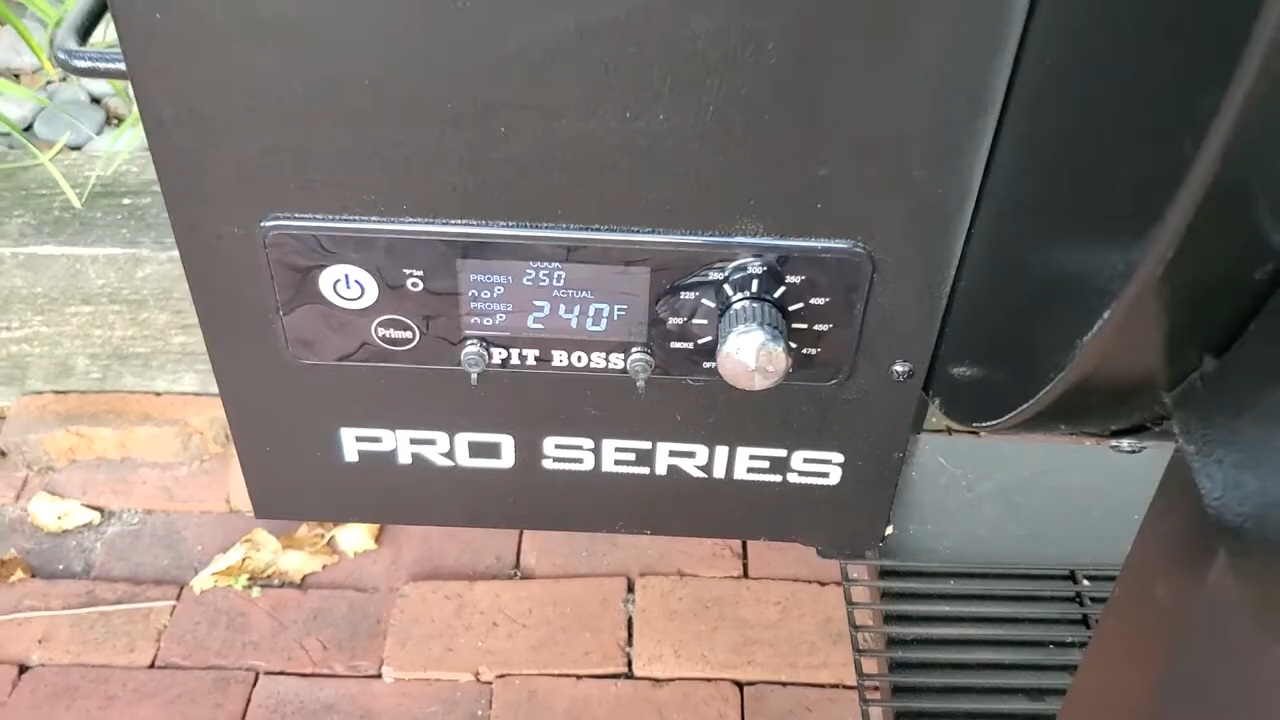 COOK
PROBE1 250
noP
ACTUAL
PROBE2
noP
240F
"P"Set
Prime
PIT BOSS
OFF
SMOKE
200°
225°
250°
300°
350°
400°
450°
475°
PRO SERIES